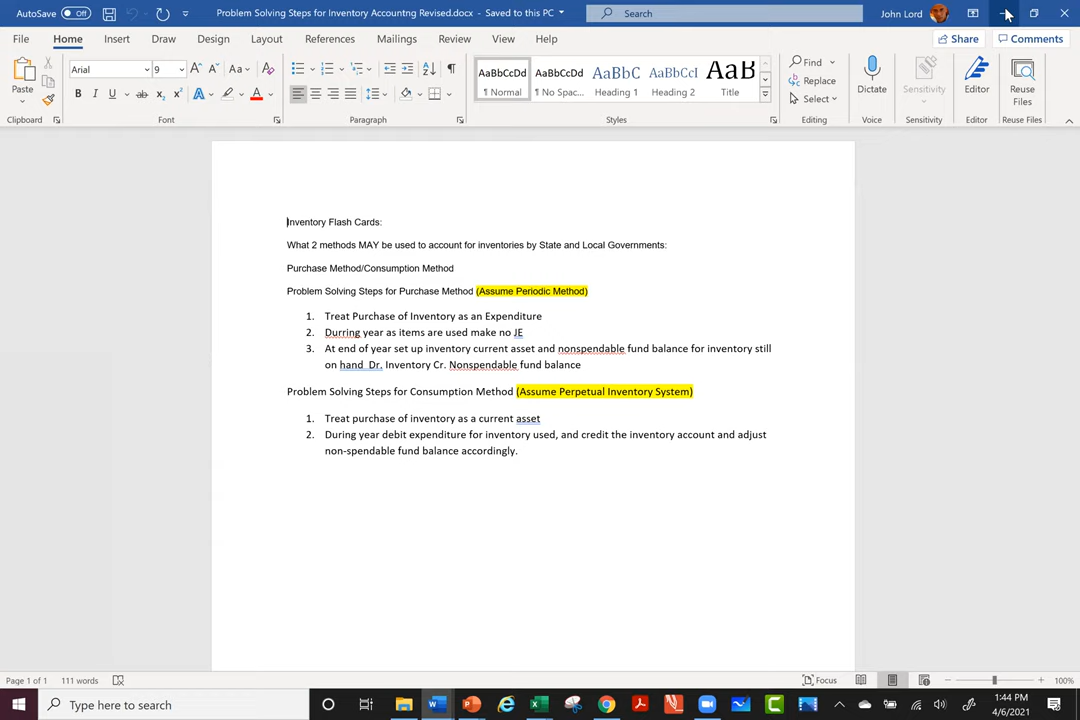 AutoSave Off Problem Solving Steps for Inventory Accountng Revised.docx - Saved to this PC Search John Lord
File Home Insert Draw Design Layout References Mailings Review View Help Share Comments
Paste
Clipboard
Arial 9 Aa
B I U ab x2 x2 A A
Font
Paragraph
AaBbCcDd ¶ Normal
AaBbCcDd ¶ No Spac...
AaBbC Heading 1
AaBbCcI Heading 2
AaB Title
Styles
Find
Replace
Select
Editing
Dictate
Voice
Sensitivity
Sensitivity
Editor
Editor
Reuse Files
Reuse Files
Inventory Flash Cards:
What 2 methods MAY be used to account for inventories by State and Local Governments:
Purchase Method/Consumption Method
Problem Solving Steps for Purchase Method (Assume Periodic Method)
1. Treat Purchase of Inventory as an Expenditure
2. Durring year as items are used make no JE
3. At end of year set up inventory current asset and nonspendable fund balance for inventory still
on hand Dr. Inventory Cr. Nonspendable fund balance
Problem Solving Steps for Consumption Method (Assume Perpetual Inventory System)
1. Treat purchase of inventory as a current asset
2. During year debit expenditure for inventory used, and credit the inventory account and adjust
non-spendable fund balance accordingly.
Page 1 of 1 111 words Focus 100%
Type here to search
1:44 PM
4/6/2021